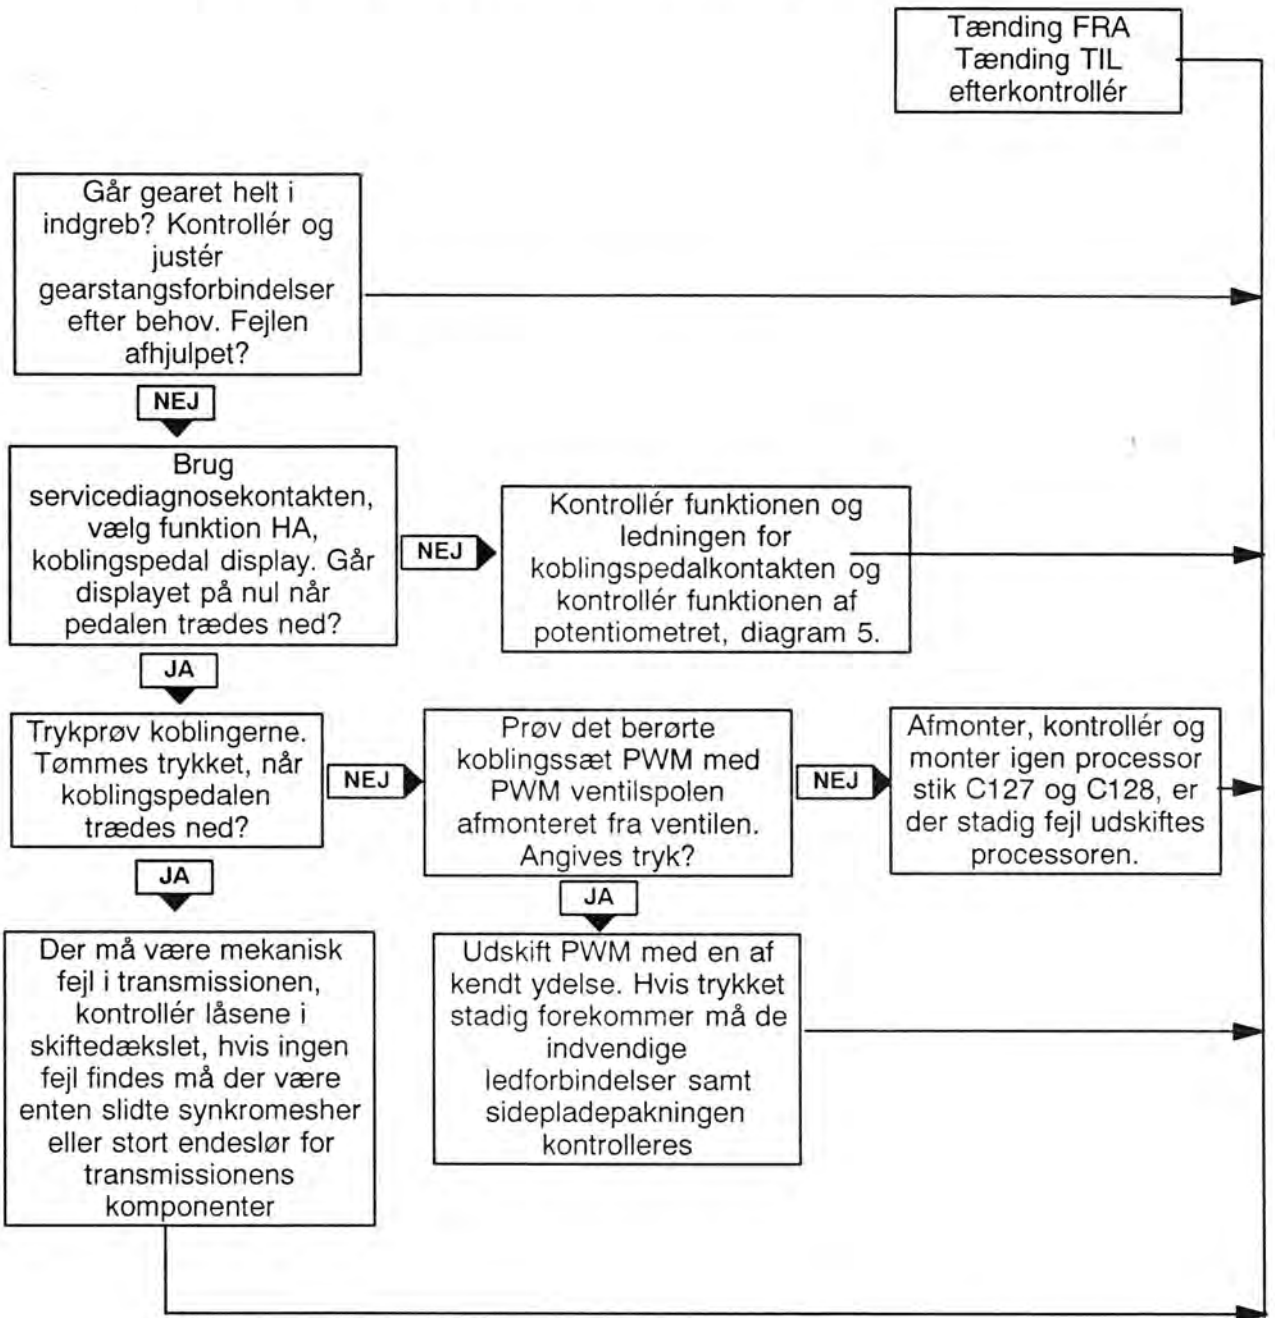 Tænding FRA
Tænding TIL
efterkontrollér
Går gearet helt i
indgreb? Kontrollér og
justér
gearstangsforbindelser
efter behov. Fejlen
afhjulpet?
NEJ
Brug
servicediagnosekontakten,
vælg funktion HA,
koblingspedal display. Går
displayet på nul når
pedalen trædes ned?
NEJ
Kontrollér funktionen og
ledningen for
koblingspedalkontakten og
kontrollér funktionen af
potentiometret, diagram 5.
JA
Trykprøv koblingerne.
Tømmes trykket, når
koblingspedalen
trædes ned?
NEJ
Prøv det berørte
koblingssæt PWM med
PWM ventilspolen
afmonteret fra ventilen.
Angives tryk?
NEJ
Afmonter, kontrollér og
monter igen processor
stik C127 og C128, er
der stadig fejl udskiftes
processoren.
JA
Der må være mekanisk
fejl i transmissionen,
kontrollér låsene i
skiftedækslet, hvis ingen
fejl findes må der være
enten slidte synkromesher
eller stort endeslør for
transmissionens
komponenter
JA
Udskift PWM med en af
kendt ydelse. Hvis trykket
stadig forekommer må de
indvendige
ledforbindelser samt
sidepladepakningen
kontrolleres